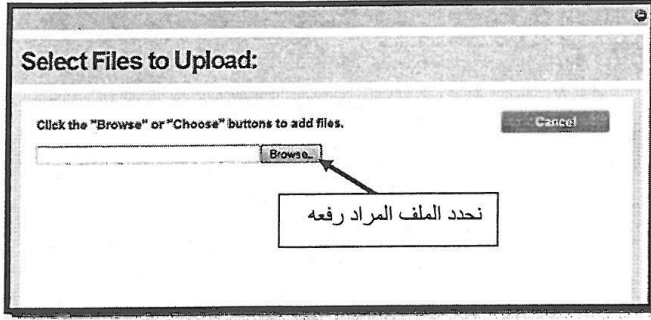 Select Files to Upload:
Click the "Browse" or "Choose" buttons to add files.
Cancel
Browse...
نحدد الملف المراد رفعه